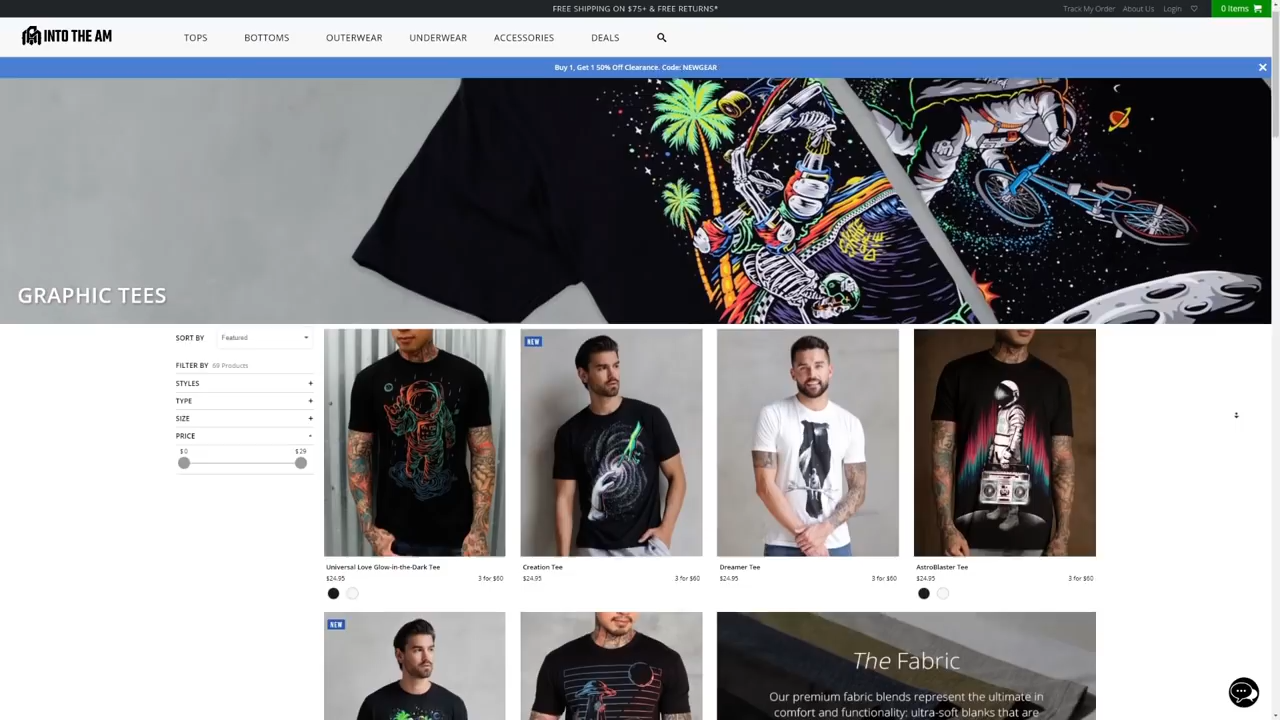 FREE SHIPPING ON $75+ & FREE RETURNS*
Track My Order About Us Login 0 Items
INTO THE AM TOPS BOTTOMS OUTERWEAR UNDERWEAR ACCESSORIES DEALS
Buy 1, Get 1 50% Off Clearance. Code: NEWGEAR
GRAPHIC TEES
SORT BY Featured
FILTER BY 69 Products
STYLES +
TYPE +
SIZE +
PRICE -
$0 $29
NEW
Universal Love Glow-in-the-Dark Tee
$24.95 3 for $60
Creation Tee
$24.95 3 for $60
Dreamer Tee
$24.95 3 for $60
AstroBlaster Tee
$24.95 3 for $60
NEW
The Fabric
Our premium fabric blends represent the ultimate in
comfort and functionality: ultra-soft blanks that are